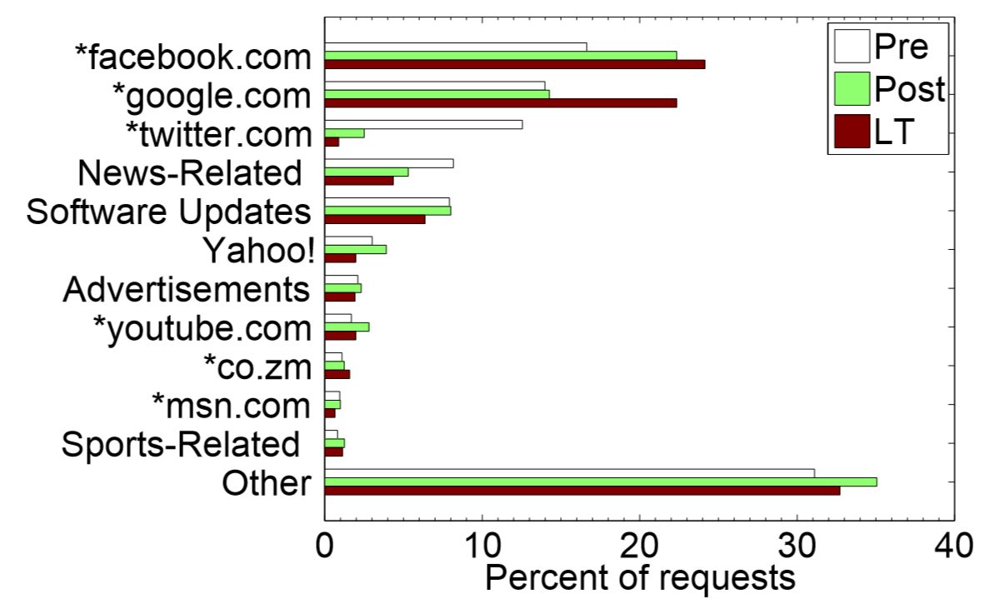 *facebook.com
*google.com
*twitter.com
News-Related
Software Updates
Yahoo!
Advertisements
*youtube.com
*co.zm
*msn.com
Sports-Related
Other
Pre
Post
LT
0 10 20 30 40
Percent of requests